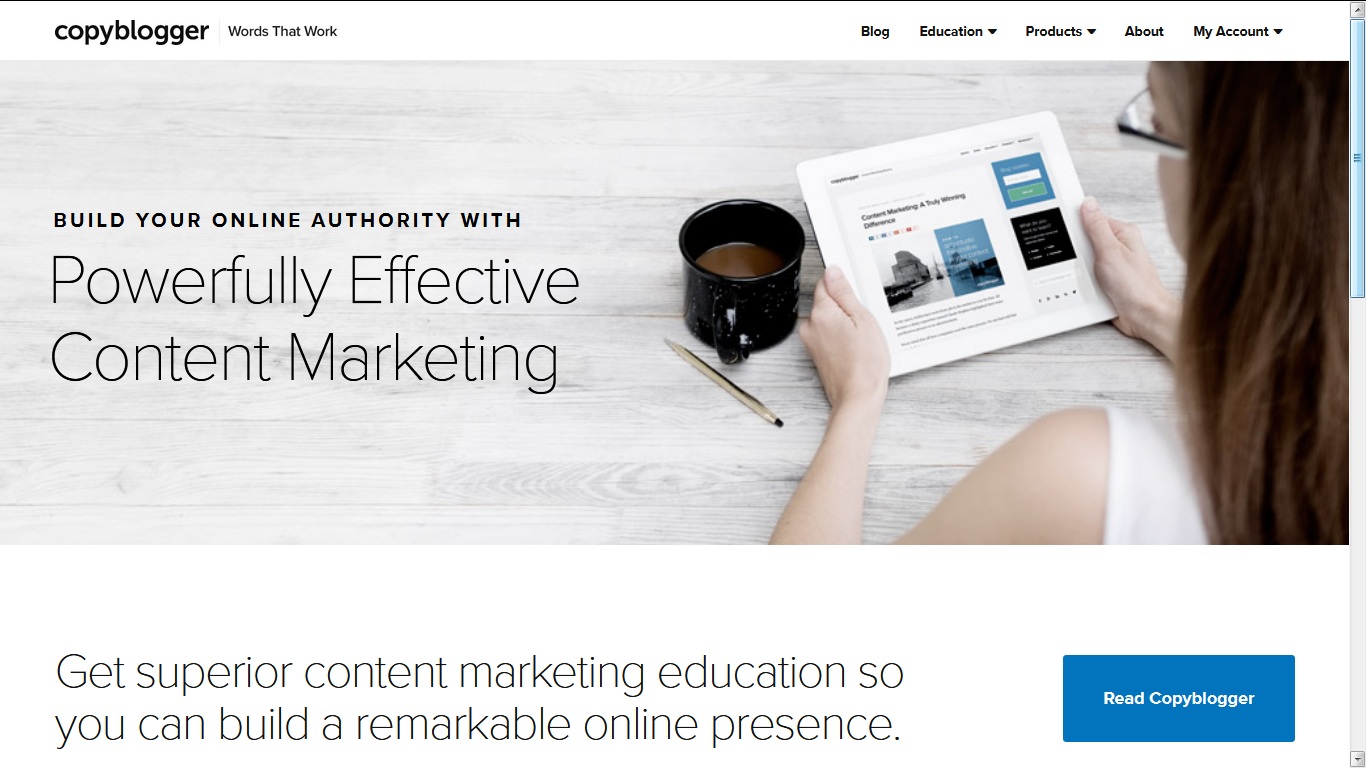 copyblogger
Words That Work
Blog
Education
Products
About
My Account
BUILD YOUR ONLINE AUTHORITY WITH
Powerfully Effective
Content Marketing
copyblogger
Content Marketing: A Truly Winning
Difference
Get superior content marketing education so
you can build a remarkable online presence.
Read Copyblogger